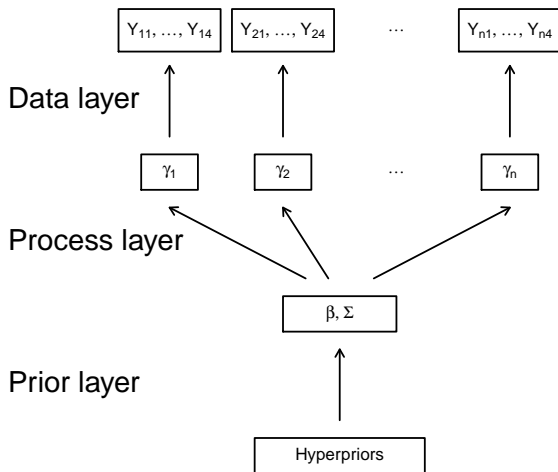 Y₁₁, ..., Y₁₄ Y₂₁, ..., Y₂₄ ... Yₙ₁, ..., Yₙ₄
Data layer
γ₁ γ₂ ... γₙ
Process layer
β, Σ
Prior layer
Hyperpriors